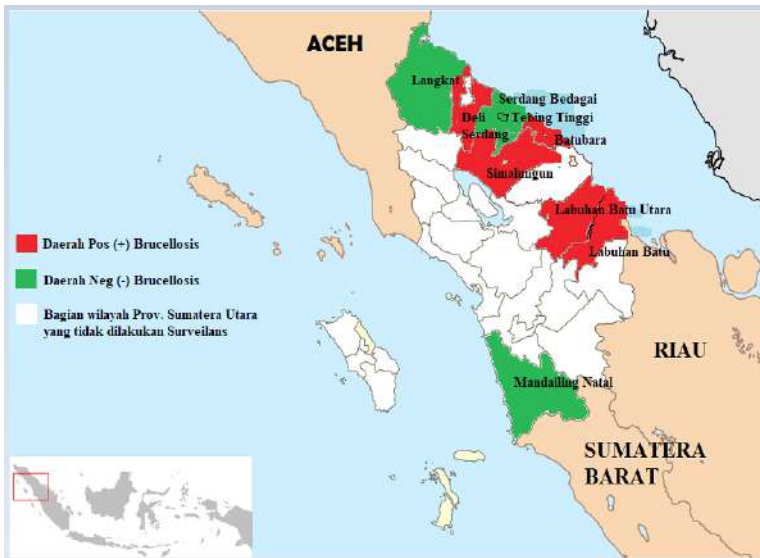 ACEH
Langkat
Serdang Bedagai
Tebing Tinggi
Deli
Serdang
Batubara
Simalungun
Labuhan Batu Utara
Labuhan Batu
Daerah Pos (+) Brucellosis
Daerah Neg (-) Brucellosis
Bagian wilayah Prov. Sumatera Utara
yang tidak dilakukan Surveilans
RIAU
Mandailing Natal
SUMATERA
BARAT